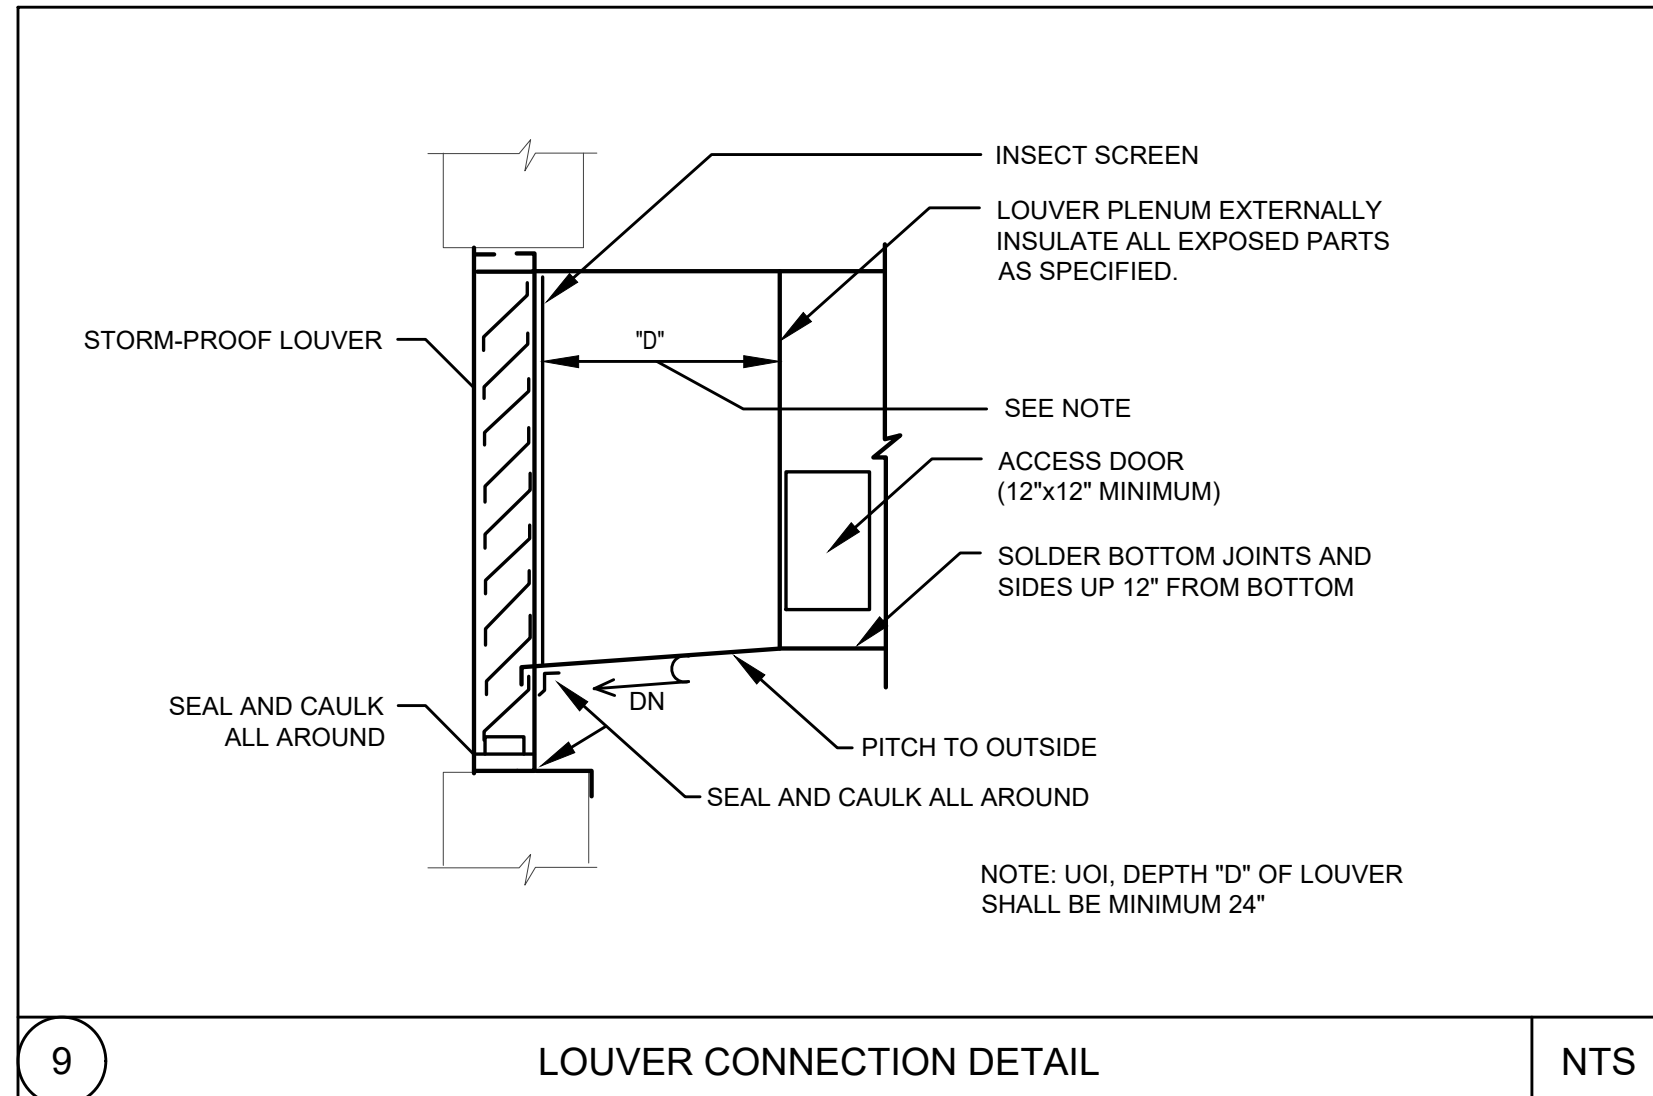 INSECT SCREEN
LOUVER PLENUM EXTERNALLY
INSULATE ALL EXPOSED PARTS
AS SPECIFIED.
STORM-PROOF LOUVER
"D"
SEE NOTE
ACCESS DOOR
(12"x12" MINIMUM)
SOLDER BOTTOM JOINTS AND
SIDES UP 12" FROM BOTTOM
DN
SEAL AND CAULK
ALL AROUND
PITCH TO OUTSIDE
SEAL AND CAULK ALL AROUND
NOTE: UOI, DEPTH "D" OF LOUVER
SHALL BE MINIMUM 24"
9
LOUVER CONNECTION DETAIL
NTS